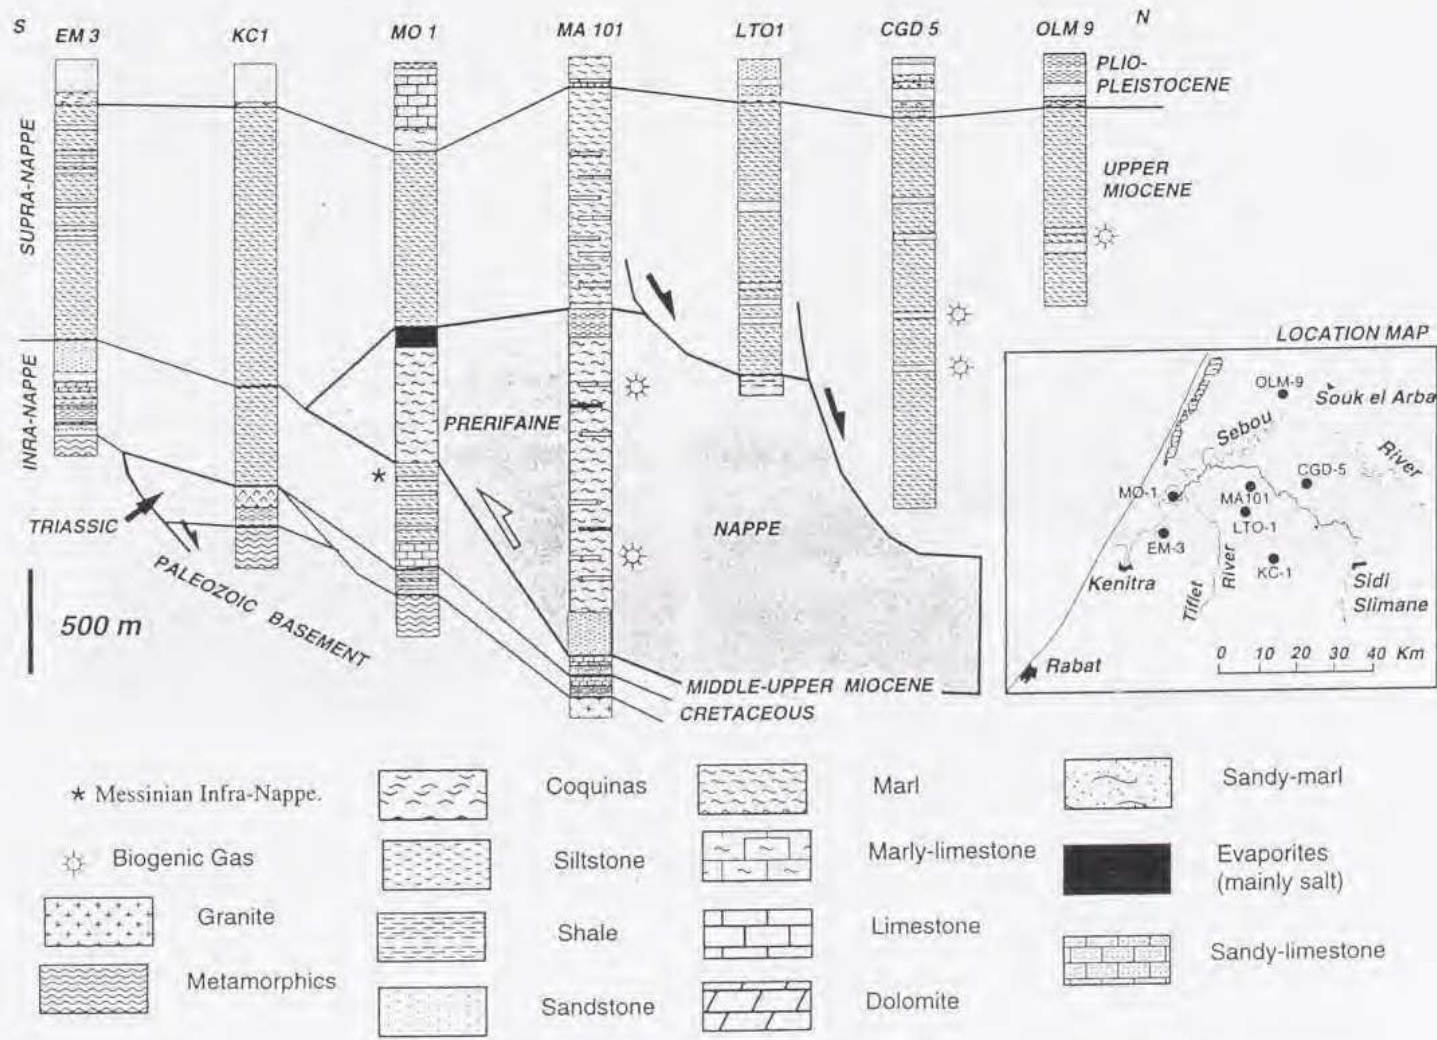 S
N
EM 3
KC1
MO 1
MA 101
LTO1
CGD 5
OLM 9
PLIO-
PLEISTOCENE
SUPRA-NAPPE
UPPER
MIOCENE
INFRA-NAPPE
PRERIFAINE
NAPPE
*
TRIASSIC
PALEOZOIC BASEMENT
500 m
MIDDLE-UPPER MIOCENE
CRETACEOUS
LOCATION MAP
OLM-9
Souk el Arba
Sebou
River
CGD-5
MO-1
MA101
LTO-1
EM-3
KC-1
Kenitra
Tiflet
River
Sidi
Slimane
Rabat
0 10 20 30 40 Km
* Messinian Infra-Nappe.
Biogenic Gas
Granite
Metamorphics
Coquinas
Siltstone
Shale
Sandstone
Marl
Marly-limestone
Limestone
Dolomite
Sandy-marl
Evaporites
(mainly salt)
Sandy-limestone